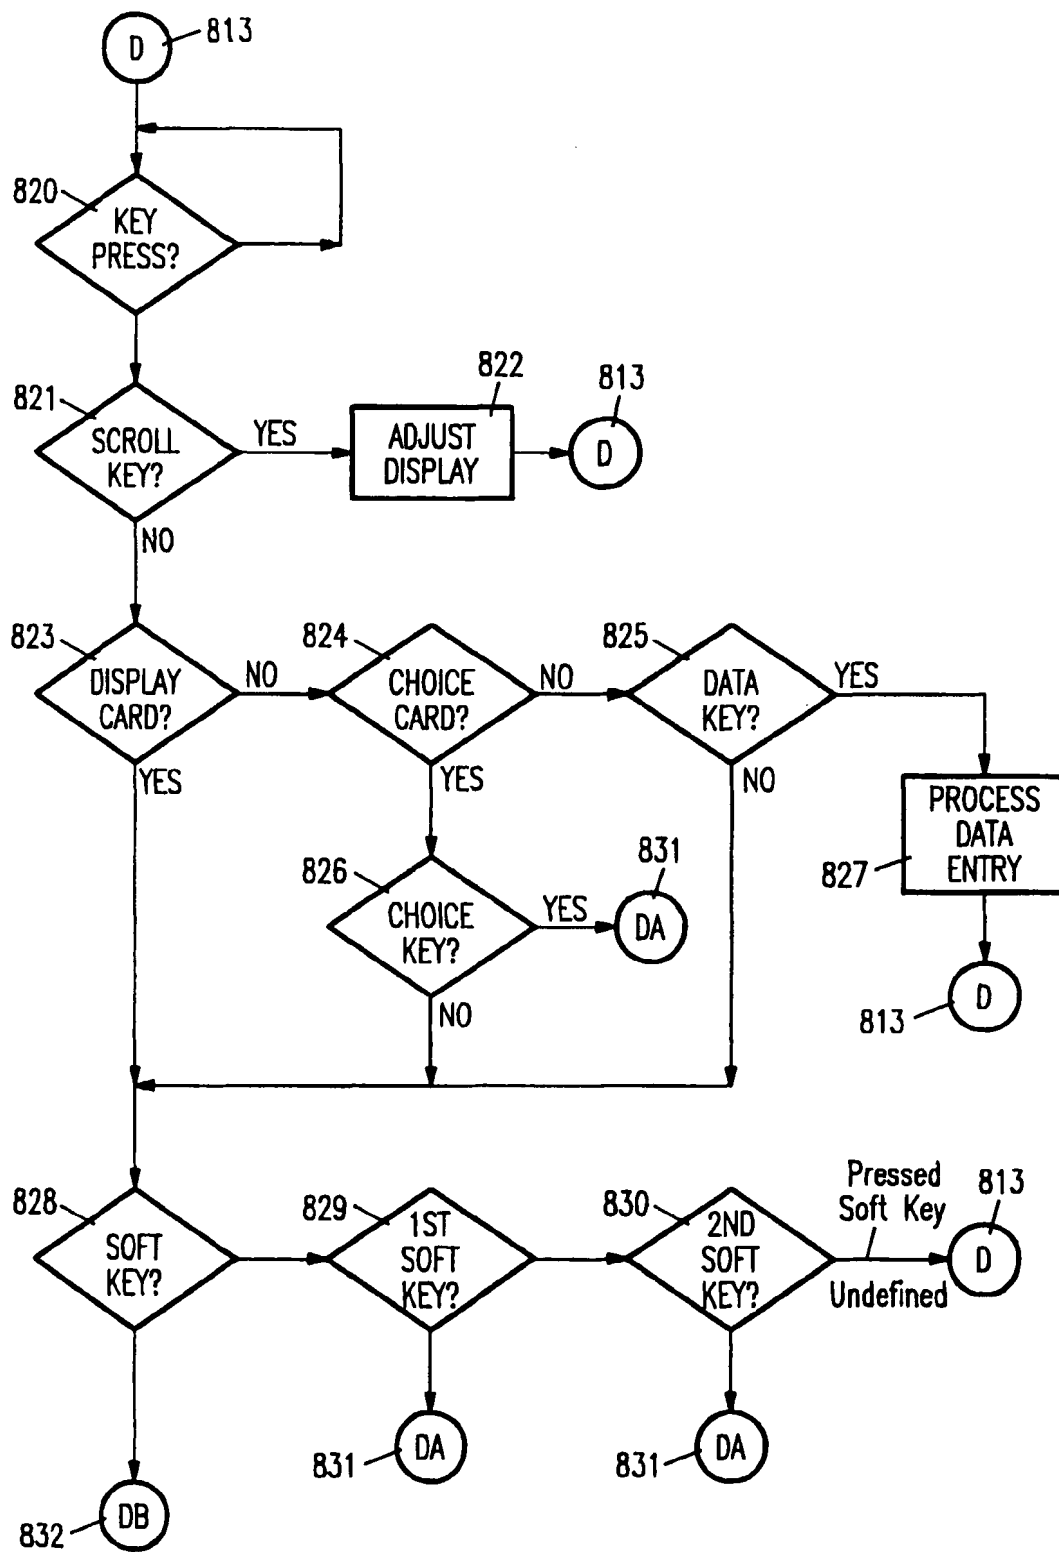 D
813
820
KEY
PRESS?
821
SCROLL
KEY?
YES
NO
822
ADJUST
DISPLAY
813
D
823
DISPLAY
CARD?
NO
YES
824
CHOICE
CARD?
NO
YES
825
DATA
KEY?
YES
NO
PROCESS
DATA
ENTRY
827
826
CHOICE
KEY?
YES
NO
831
DA
D
813
828
SOFT
KEY?
829
1ST
SOFT
KEY?
830
2ND
SOFT
KEY?
Pressed
Soft Key
Undefined
813
D
DA
831
DA
831
DB
832